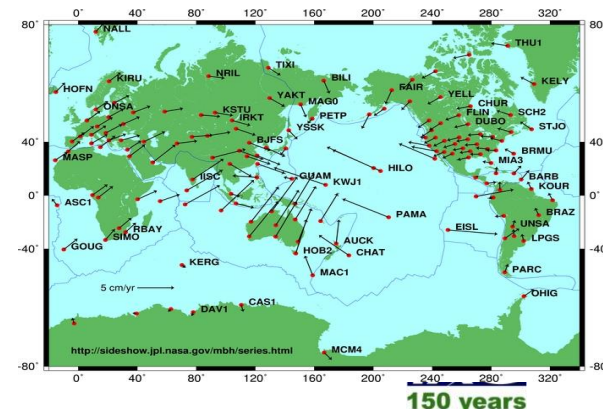 0° 40° 80° 120° 160° 200° 240° 280° 320°
80° 80°
NALL
THU1
TIXI
KIRU NRIL BILI
KELY
HOFN
FAIR YELL
YAKT
MAG0
ONSA
CHUR
KSTU
PETP
FLIN SCH2
IRKT
DUBO
STJO
YSSK
40° 40°
BJFS
MASP
BRMU
MIA3
IISC
GUAM
HILO
KWJ1
BARB
KOUR
0° 0°
ASC1
PAMA
BRAZ
EISL
UNSA
RBAY
SIMO
LPGS
AUCK
GOUG
HOB2
CHAT
-40° -40°
KERG
MAC1
PARC
5 cm/yr
OHIG
CAS1
DAV1
http://sideshow.jpl.nasa.gov/mbh/series.html
MCM4
-80° -80°
0° 40° 80° 120° 160° 200° 240° 280° 320°
150 years